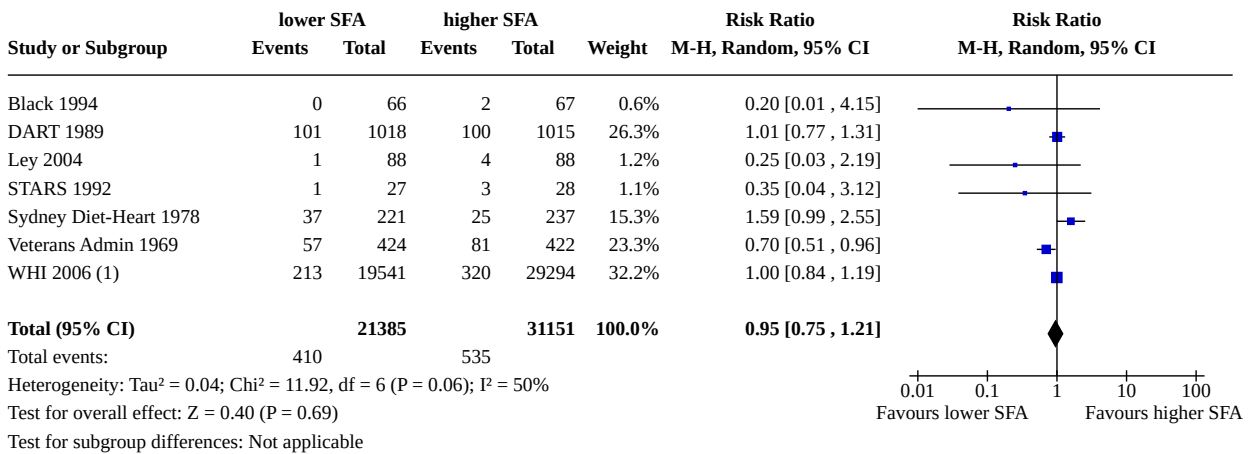 lower SFA higher SFA Risk Ratio Risk Ratio
Study or Subgroup Events Total Events Total Weight M-H, Random, 95% CI M-H, Random, 95% CI
Black 1994 0 66 2 67 0.6% 0.20 [0.01 , 4.15]
DART 1989 101 1018 100 1015 26.3% 1.01 [0.77 , 1.31]
Ley 2004 1 88 4 88 1.2% 0.25 [0.03 , 2.19]
STARS 1992 1 27 3 28 1.1% 0.35 [0.04 , 3.12]
Sydney Diet-Heart 1978 37 221 25 237 15.3% 1.59 [0.99 , 2.55]
Veterans Admin 1969 57 424 81 422 23.3% 0.70 [0.51 , 0.96]
WHI 2006 (1) 213 19541 320 29294 32.2% 1.00 [0.84 , 1.19]
Total (95% CI) 21385 31151 100.0% 0.95 [0.75 , 1.21]
Total events: 410 535
Heterogeneity: Tau² = 0.04; Chi² = 11.92, df = 6 (P = 0.06); I² = 50%
0.01 0.1 1 10 100
Test for overall effect: Z = 0.40 (P = 0.69) Favours lower SFA Favours higher SFA
Test for subgroup differences: Not applicable